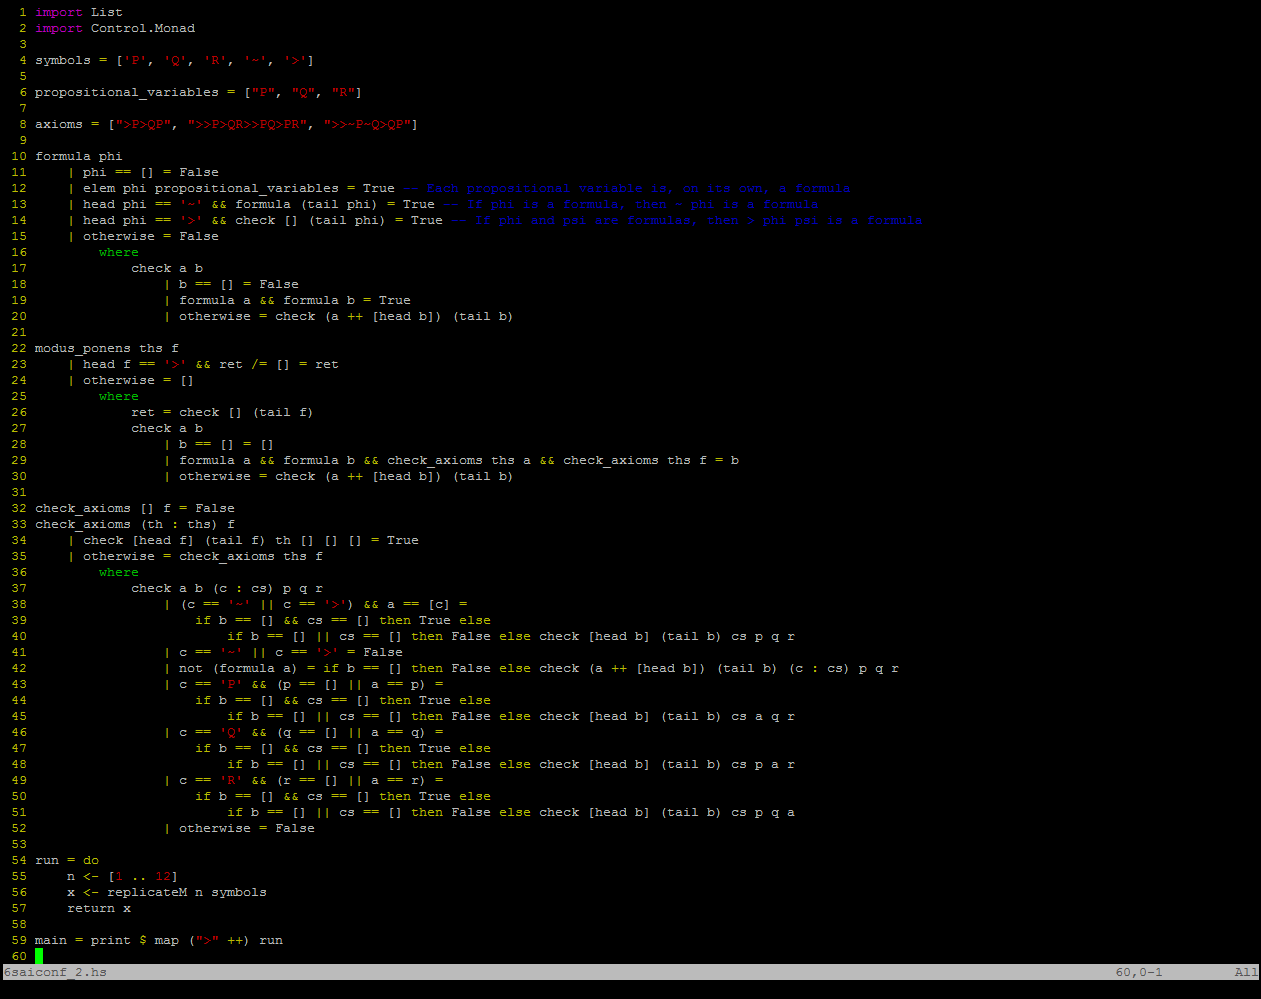 1 import List
2 import Control.Monad
3
4 symbols = ['P', 'Q', 'R', '~', '>']
5
6 propositional_variables = ["P", "Q", "R"]
7
8 axioms = [">P>QP", ">>P>QR>>PQ>PR", ">>~P~Q>QP"]
9
10 formula phi
11     | phi == [] = False
12     | elem phi propositional_variables = True -- Each propositional variable is, on its own, a formula
13     | head phi == '~' && formula (tail phi) = True -- If phi is a formula, then ~ phi is a formula
14     | head phi == '>' && check [] (tail phi) = True -- If phi and psi are formulas, then > phi psi is a formula
15     | otherwise = False
16         where
17             check a b
18                 | b == [] = False
19                 | formula a && formula b = True
20                 | otherwise = check (a ++ [head b]) (tail b)
21
22 modus_ponens ths f
23     | head f == '>' && ret /= [] = ret
24     | otherwise = []
25         where
26             ret = check [] (tail f)
27             check a b
28                 | b == [] = []
29                 | formula a && formula b && check_axioms ths a && check_axioms ths f = b
30                 | otherwise = check (a ++ [head b]) (tail b)
31
32 check_axioms [] f = False
33 check_axioms (th : ths) f
34     | check [head f] (tail f) th [] [] [] = True
35     | otherwise = check_axioms ths f
36         where
37             check a b (c : cs) p q r
38                 | (c == '~' || c == '>') && a == [c] =
39                     if b == [] && cs == [] then True else
40                         if b == [] || cs == [] then False else check [head b] (tail b) cs p q r
41                 | c == '~' || c == '>' = False
42                 | not (formula a) = if b == [] then False else check (a ++ [head b]) (tail b) (c : cs) p q r
43                 | c == 'P' && (p == [] || a == p) =
44                     if b == [] && cs == [] then True else
45                         if b == [] || cs == [] then False else check [head b] (tail b) cs a q r
46                 | c == 'Q' && (q == [] || a == q) =
47                     if b == [] && cs == [] then True else
48                         if b == [] || cs == [] then False else check [head b] (tail b) cs p a r
49                 | c == 'R' && (r == [] || a == r) =
50                     if b == [] && cs == [] then True else
51                         if b == [] || cs == [] then False else check [head b] (tail b) cs p q a
52                 | otherwise = False
53
54 run = do
55     n <- [1 .. 12]
56     x <- replicateM n symbols
57     return x
58
59 main = print $ map (">" ++) run
60
6saiconf_2.hs 60,0-1 All